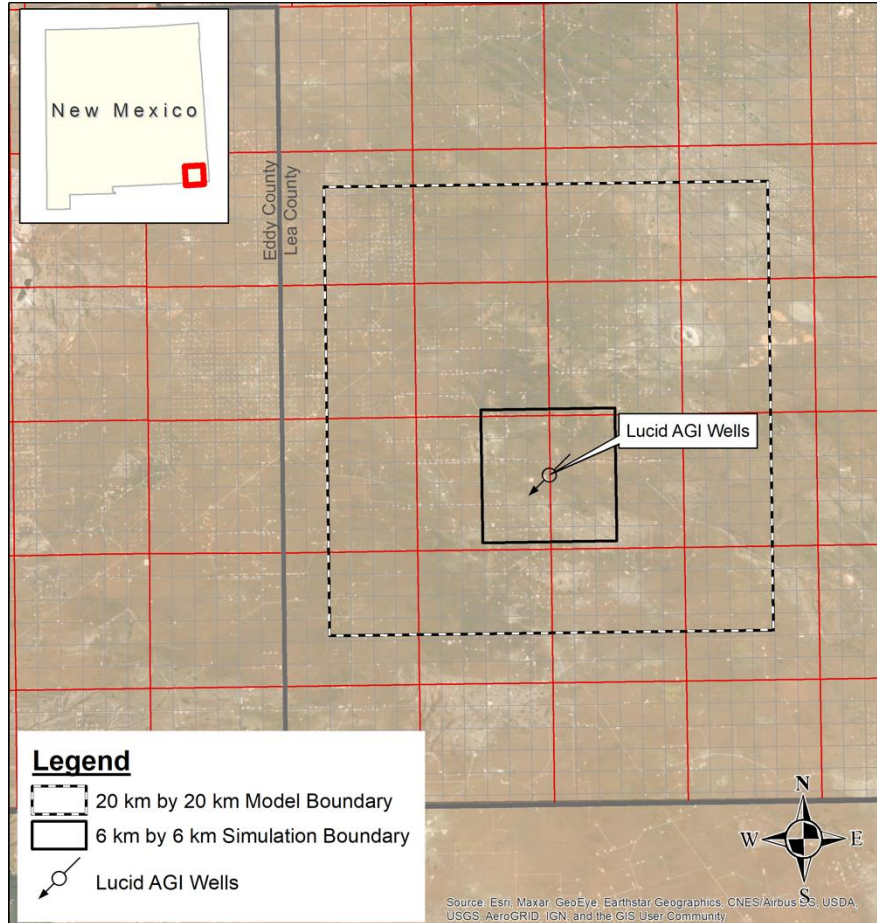 New Mexico
Eddy County
Lea County
Lucid AGI Wells
Legend
20 km by 20 km Model Boundary
6 km by 6 km Simulation Boundary
Lucid AGI Wells
N
W
E
S
Source: Esri, Maxar, GeoEye, Earthstar Geographics, CNES/Airbus DS, USDA,
USGS, AeroGRID, IGN, and the GIS User Community